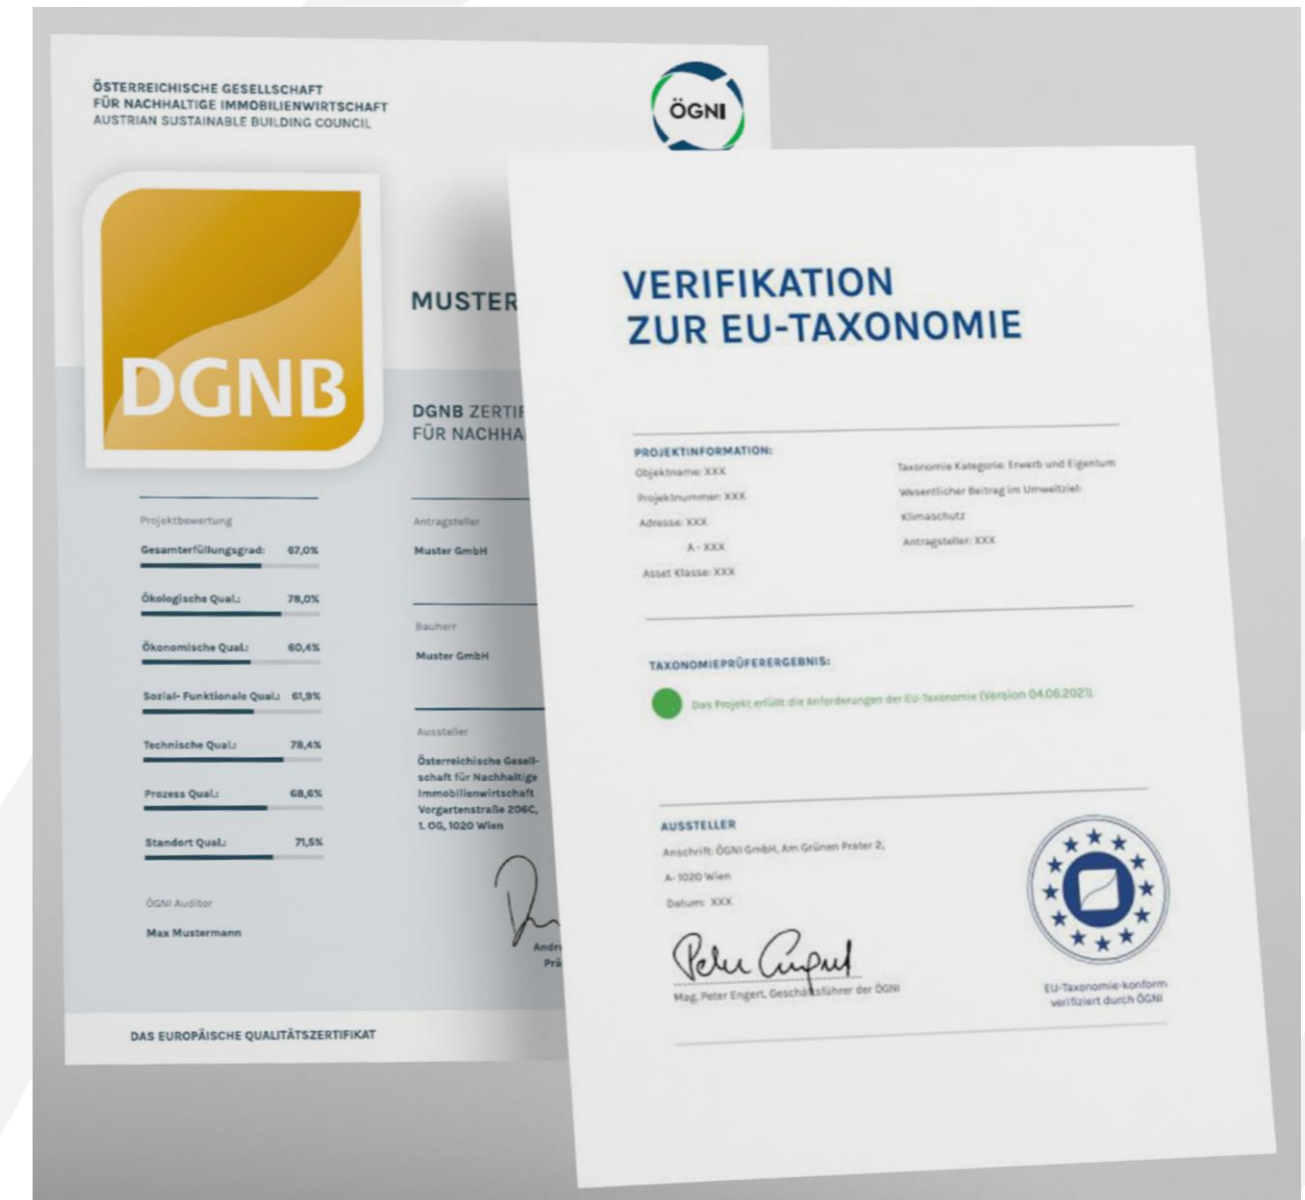 ÖSTERREICHISCHE GESELLSCHAFT
FÜR NACHHALTIGE IMMOBILIENWIRTSCHAFT
AUSTRIAN SUSTAINABLE BUILDING COUNCIL
ÖGNI
DGNB
MUSTER
DGNB ZERTIF
FÜR NACHHA
Projektbewertung
Gesamterfüllungsgrad: 67,0%
Ökologische Qual.: 78,0%
Ökonomische Qual.: 60,4%
Sozial- Funktionale Qual.: 61,9%
Technische Qual.: 78,4%
Prozess Qual.: 68,6%
Standort Qual.: 71,5%
ÖGNI Auditor
Max Mustermann
Antragsteller
Muster GmbH
Bauherr
Muster GmbH
Aussteller
Österreichische Gesell-
schaft für Nachhaltige
Immobilienwirtschaft
Vorgartenstraße 206C,
1. OG, 1020 Wien
Andre
Prä
DAS EUROPÄISCHE QUALITÄTSZERTIFIKAT
VERIFIKATION
ZUR EU-TAXONOMIE
PROJEKTINFORMATION:
Objektname: XXX
Projektnummer: XXX
Adresse: XXX
A - XXX
Asset Klasse: XXX
Taxonomie Kategorie: Erwerb und Eigentum
Wesentlicher Beitrag im Umweltziel:
Klimaschutz
Antragsteller: XXX
TAXONOMIEPRÜFERERGEBNIS:
Das Projekt erfüllt die Anforderungen der EU-Taxonomie (Version 04.06.2021).
AUSSTELLER
Anschrift: ÖGNI GmbH, Am Grünen Prater 2,
A- 1020 Wien
Datum: XXX
Mag. Peter Engert, Geschäftsführer der ÖGNI
EU-Taxonomie-konform
verifiziert durch ÖGNI